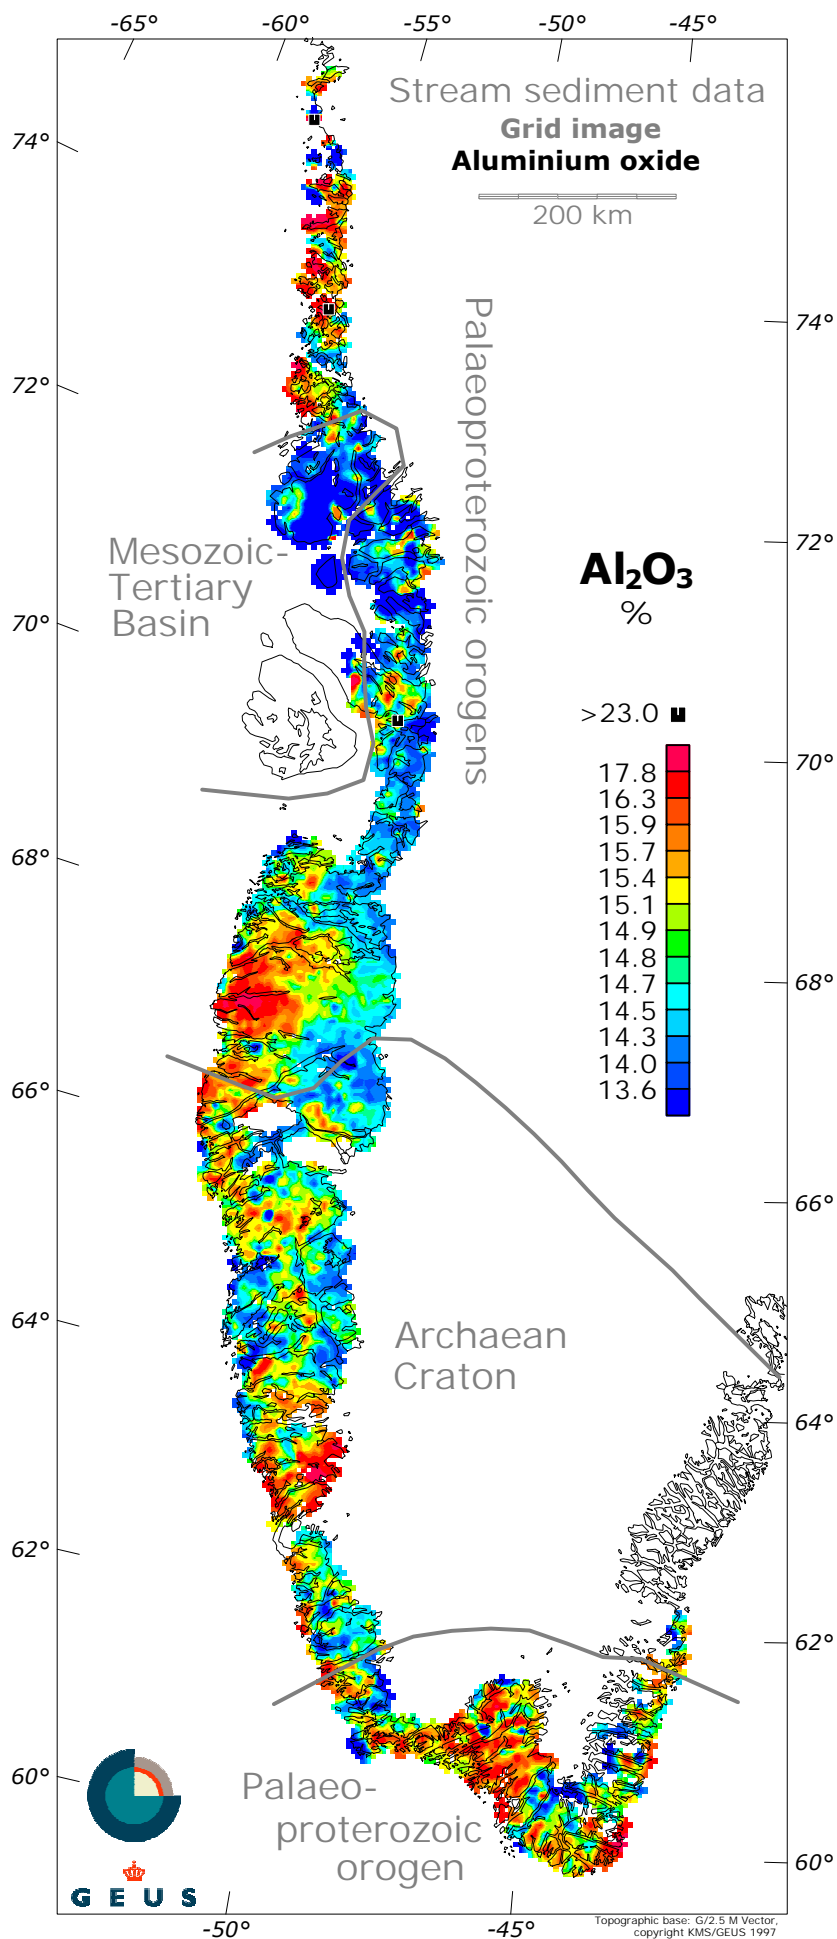 -65° -60° -55° -50° -45°
Stream sediment data
Grid image
Aluminium oxide
200 km
74°
72°
70°
68°
66°
64°
62°
60°
74°
72°
70°
68°
66°
64°
62°
60°
Palaeoproterozoic orogens
Mesozoic-
Tertiary
Basin
Al₂O₃
%
>23.0
17.8
16.3
15.9
15.7
15.4
15.1
14.9
14.8
14.7
14.5
14.3
14.0
13.6
Archaean
Craton
Palaeo-
proterozoic
orogen
G E U S
-50° -45°
Topographic base: G/2.5 M Vector,
copyright KMS/GEUS 1997